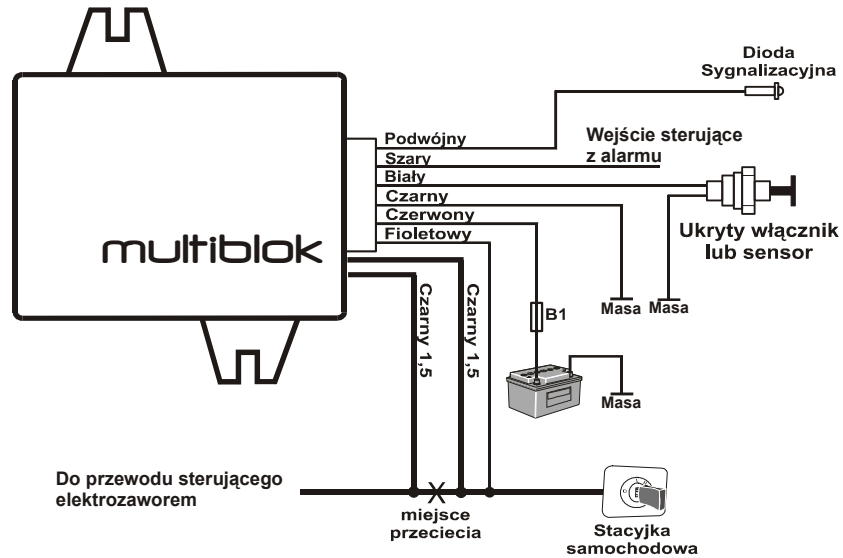 Dioda
Sygnalizacyjna
Podwójny
Szary
Biały
Czarny
Czerwony
Fioletowy
Wejście sterujące
z alarmu
Ukryty włącznik
lub sensor
multiblok
Czarny 1,5
Czarny 1,5
B1
Masa
Masa
Masa
Do przewodu sterującego
elektrozaworem
miejsce
przeciecia
Stacyjka
samochodowa